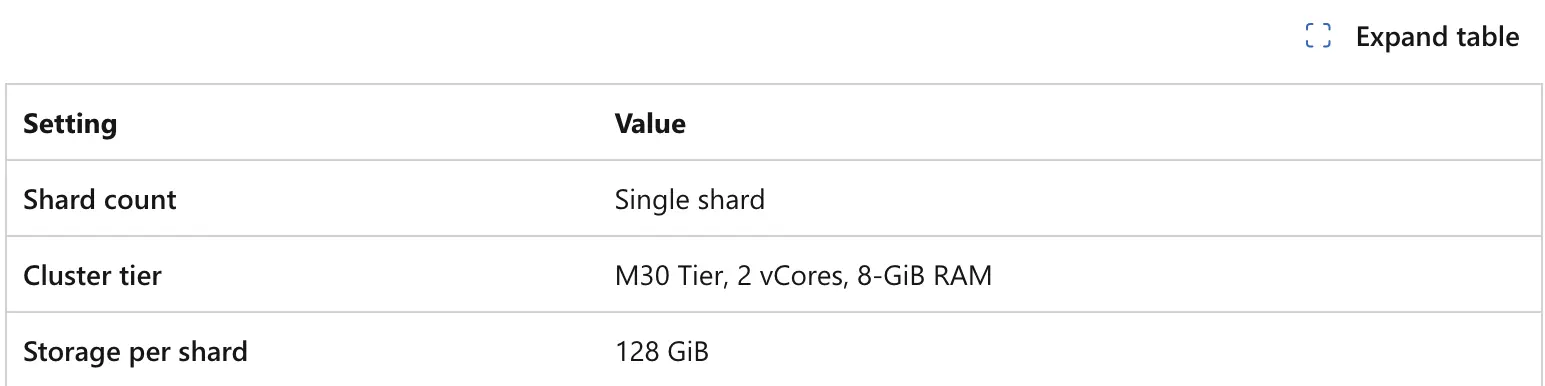 Expand table
Setting Value
Shard count Single shard
Cluster tier M30 Tier, 2 vCores, 8-GiB RAM
Storage per shard 128 GiB